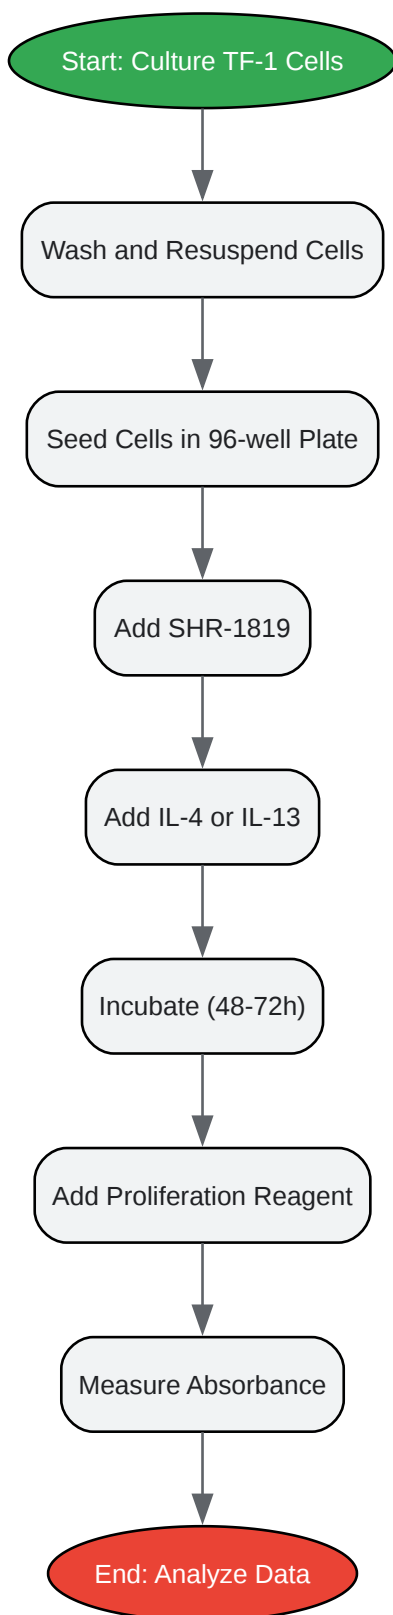 Start: Culture TF-1 Cells
Wash and Resuspend Cells
Seed Cells in 96-well Plate
Add SHR-1819
Add IL-4 or IL-13
Incubate (48-72h)
Add Proliferation Reagent
Measure Absorbance
End: Analyze Data